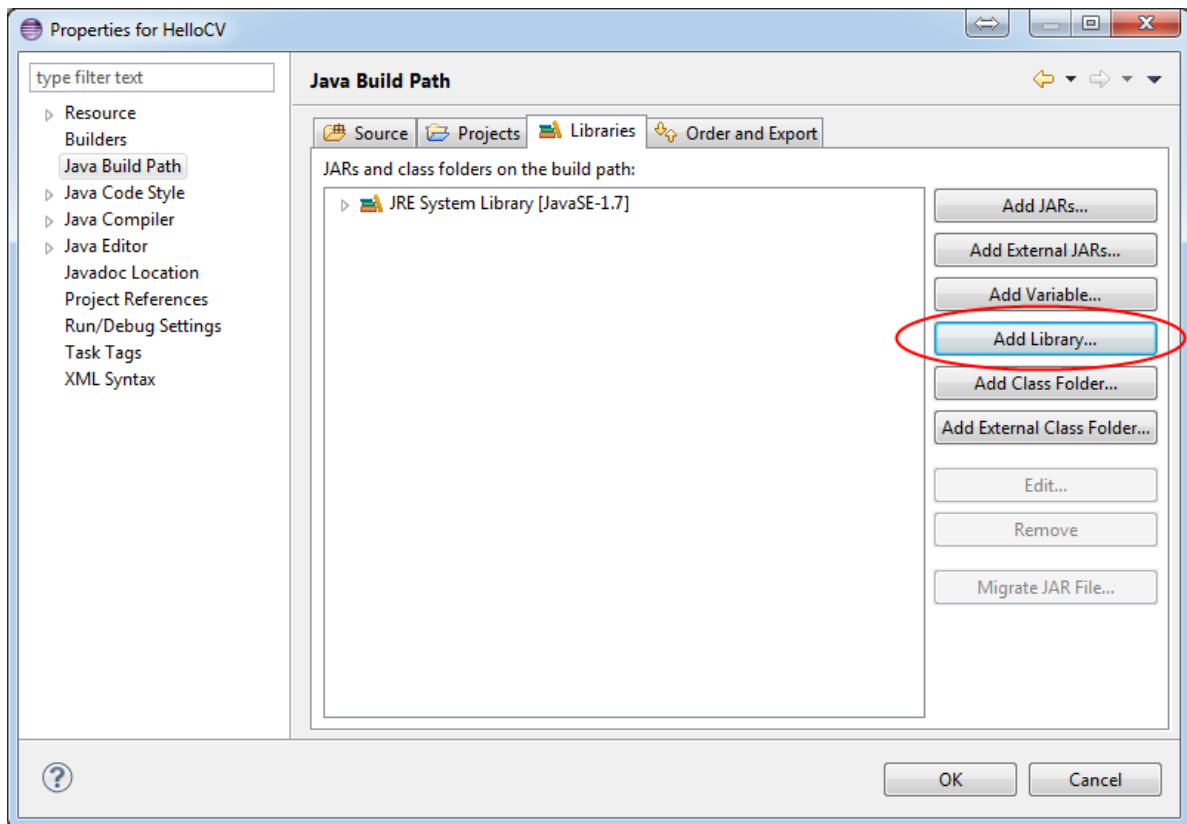 Properties for HelloCV
type filter text
Resource
Builders
Java Build Path
Java Code Style
Java Compiler
Java Editor
Javadoc Location
Project References
Run/Debug Settings
Task Tags
XML Syntax
Java Build Path
Source Projects Libraries Order and Export
JARs and class folders on the build path:
JRE System Library [JavaSE-1.7]
Add JARs...
Add External JARs...
Add Variable...
Add Library...
Add Class Folder...
Add External Class Folder...
Edit...
Remove
Migrate JAR File...
OK Cancel